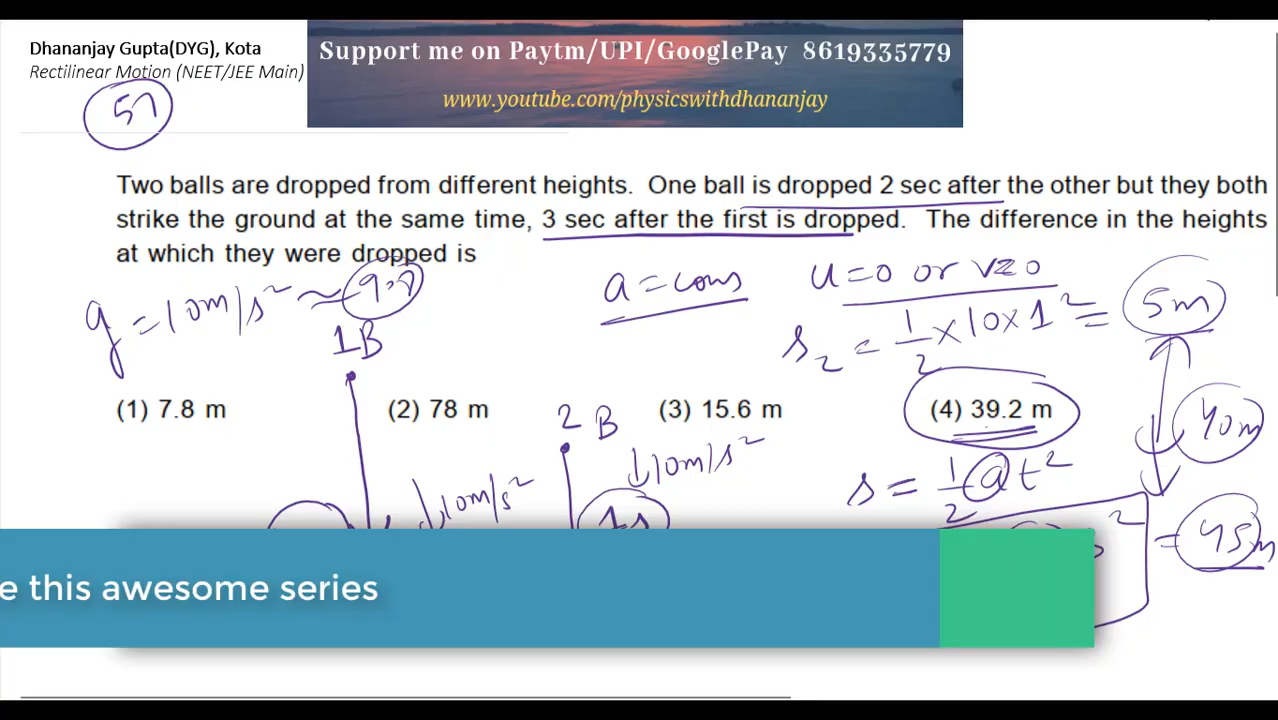 Dhananjay Gupta(DYG), Kota
Rectilinear Motion (NEET/JEE Main)
Support me on Paytm/UPI/GooglePay 8619335779
www.youtube.com/physicswithdhananjay
57
Two balls are dropped from different heights. One ball is dropped 2 sec after the other but they both
strike the ground at the same time, 3 sec after the first is dropped. The difference in the heights
at which they were dropped is
g = 10m/s² ≈ 9.8
a = cons
u=0 or v=0
s₂ = 1/2 × 10 × 1² = 5m
1B
(1) 7.8 m (2) 78 m (3) 15.6 m (4) 39.2 m
40m
2 B
↓10m/s²
↓10m/s²
s = 1/2 a t²
1s
² = 45m
e this awesome series